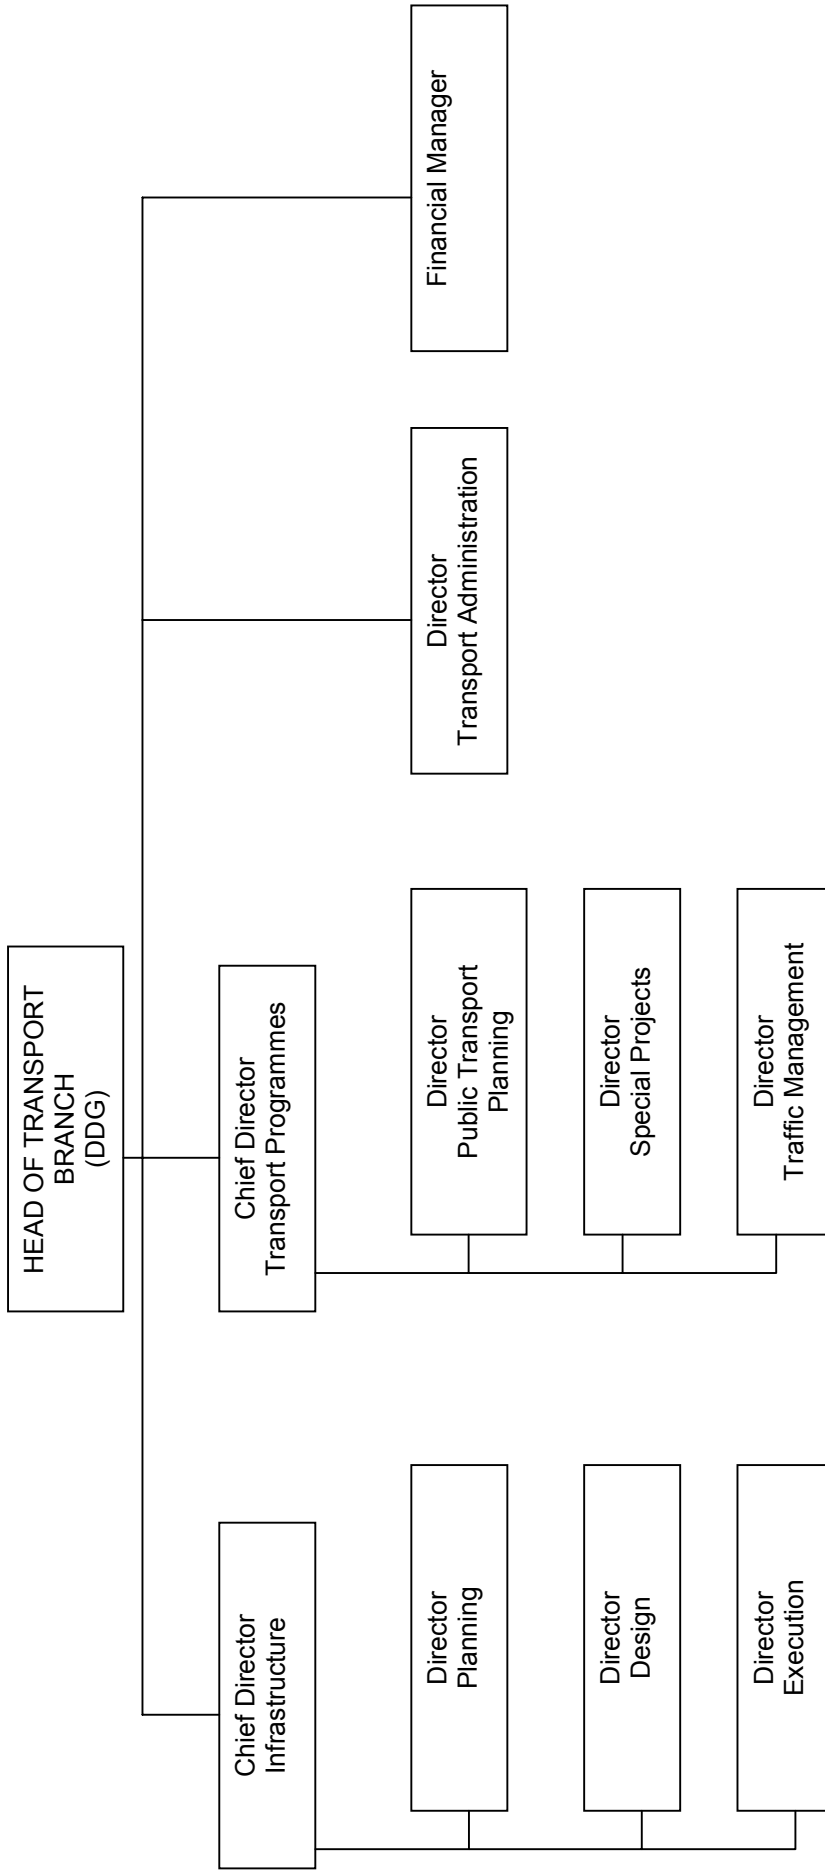 HEAD OF TRANSPORT
BRANCH
(DDG)
Chief Director
Infrastructure
Chief Director
Transport Programmes
Director
Planning
Director
Public Transport
Planning
Director
Transport Administration
Financial Manager
Director
Design
Director
Special Projects
Director
Execution
Director
Traffic Management